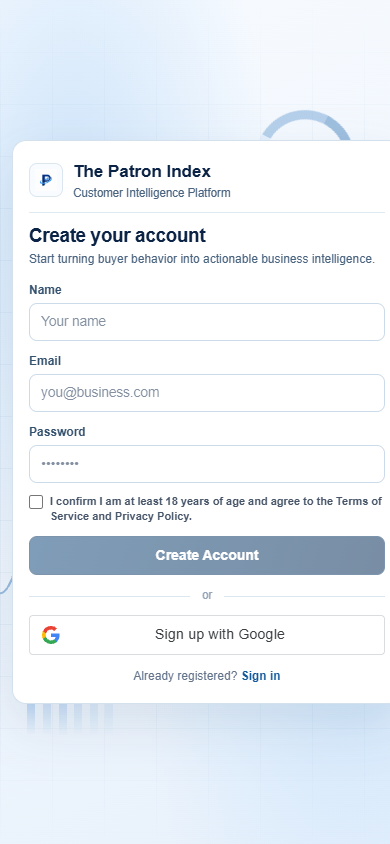 P
The Patron Index
Customer Intelligence Platform
Create your account
Start turning buyer behavior into actionable business intelligence.
Name
Your name
Email
you@business.com
Password
••••••••
I confirm I am at least 18 years of age and agree to the Terms of
Service and Privacy Policy.
Create Account
or
Sign up with Google
Already registered? Sign in